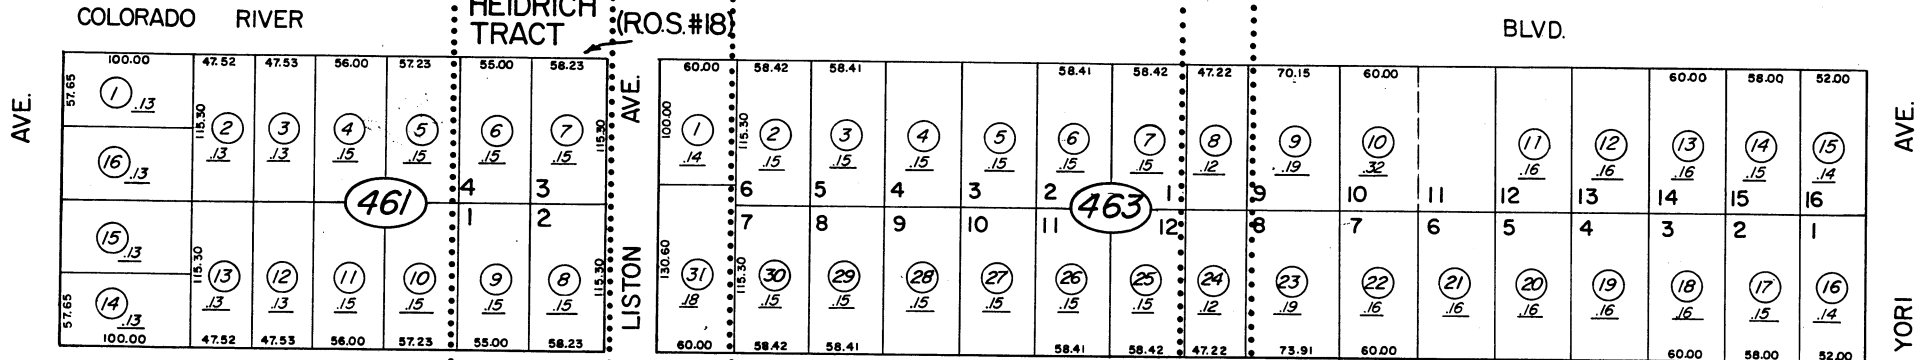 COLORADO RIVER HEIDRICH TRACT (R.O.S. #18) BLVD.
AVE. LISTON AVE. YORI AVE.
100.00 47.52 47.53 56.00 57.23 55.00 58.23
57.65 1 .13 115.30 2 .13 3 .13 4 .15 5 .15 6 .15 7 .15 115.30
16 .13
461 4 3
1 2
15 .13
57.65 14 .13 115.30 13 .13 12 .13 11 .15 10 .15 9 .15 8 .15 115.30
100.00 47.52 47.53 56.00 57.23 55.00 58.23
60.00 58.42 58.41 58.41 58.42 47.22 70.15 60.00 60.00 58.00 52.00
100.00 1 .14 115.30 2 .15 3 .15 4 .15 5 .15 6 .15 7 .15 8 .12 9 .19 10 .32 11 .16 12 .16 13 .16 14 .15 15 .14
6 5 4 3 2 463 1 9 10 11 12 13 14 15 16
7 8 9 10 11 12 8 7 6 5 4 3 2 1
130.60 31 .18 115.30 30 .15 29 .15 28 .15 27 .15 26 .15 25 .15 24 .12 23 .19 22 .16 21 .16 20 .16 19 .16 18 .16 17 .15 16 .14
60.00 58.42 58.41 58.41 58.42 47.22 73.91 60.00 60.00 58.00 52.00